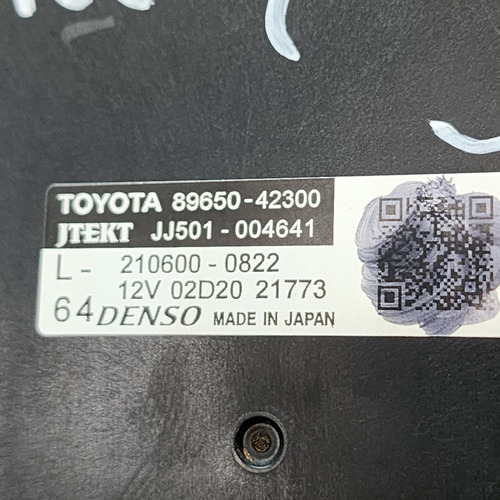 TOYOTA 89650-42300
JTEKT JJ501-004641
L- 210600-0822
12V 02D20 21773
64 DENSO MADE IN JAPAN